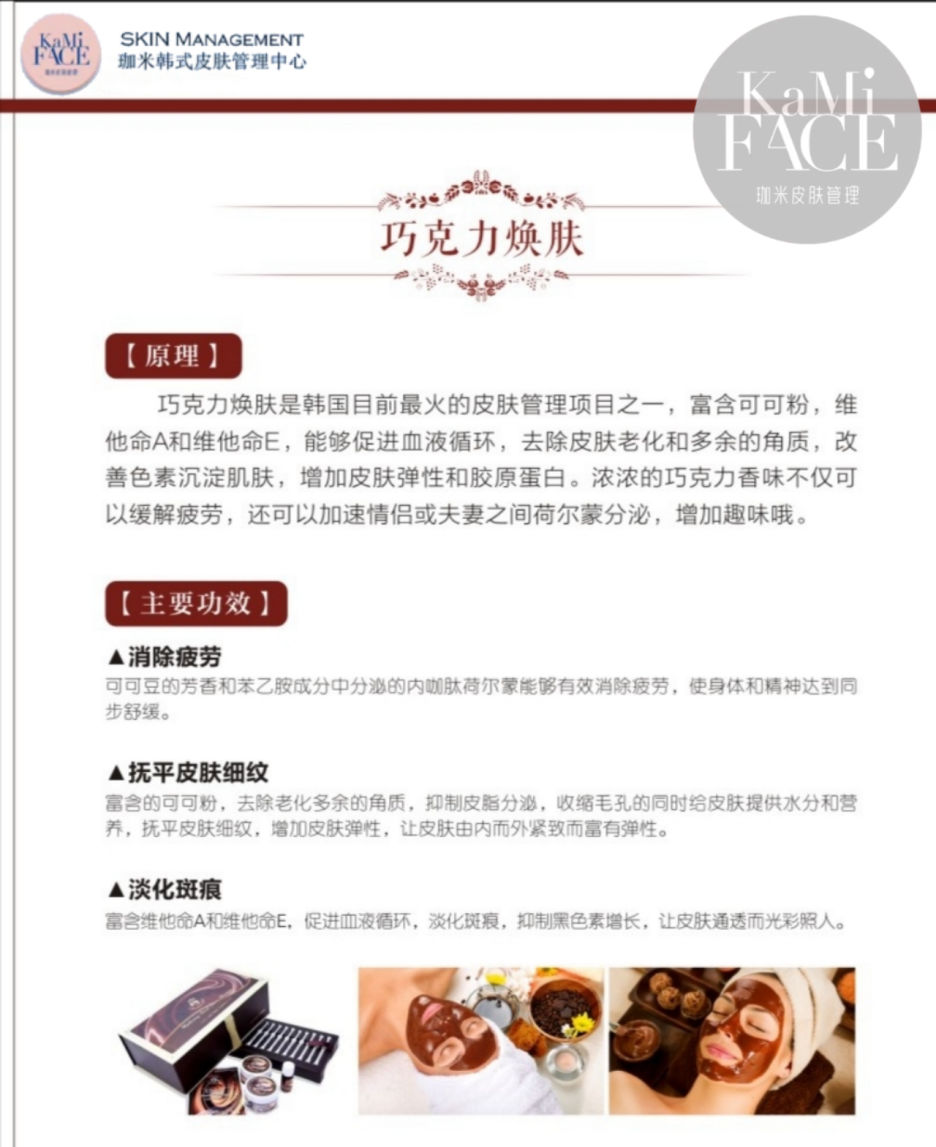 KaMi
FACE
SKIN MANAGEMENT
珈米韩式皮肤管理中心
KaMi
FACE
珈米皮肤管理
巧克力焕肤
【原理】
巧克力焕肤是韩国目前最火的皮肤管理项目之一，富含可可粉，维
他命A和维他命E，能够促进血液循环，去除皮肤老化和多余的角质，改
善色素沉淀肌肤，增加皮肤弹性和胶原蛋白。浓浓的巧克力香味不仅可
以缓解疲劳，还可以加速情侣或夫妻之间荷尔蒙分泌，增加趣味哦。
【主要功效】
▲消除疲劳
可可豆的芳香和苯乙胺成分中分泌的内咖肽荷尔蒙能够有效消除疲劳，使身体和精神达到同
步舒缓。
▲抚平皮肤细纹
富含的可可粉，去除老化多余的角质，抑制皮脂分泌，收缩毛孔的同时给皮肤提供水分和营
养，抚平皮肤细纹，增加皮肤弹性，让皮肤由内而外紧致而富有弹性。
▲淡化斑痕
富含维他命A和维他命E，促进血液循环，淡化斑痕，抑制黑色素增长，让皮肤通透而光彩照人。